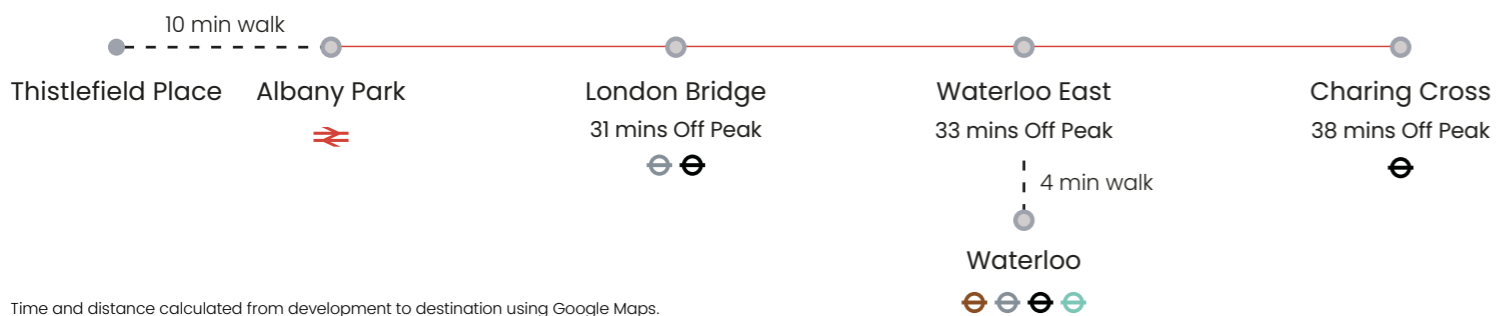 10 min walk
Thistlefield Place
Albany Park
London Bridge
31 mins Off Peak
Waterloo East
33 mins Off Peak
4 min walk
Waterloo
Charing Cross
38 mins Off Peak
Time and distance calculated from development to destination using Google Maps.